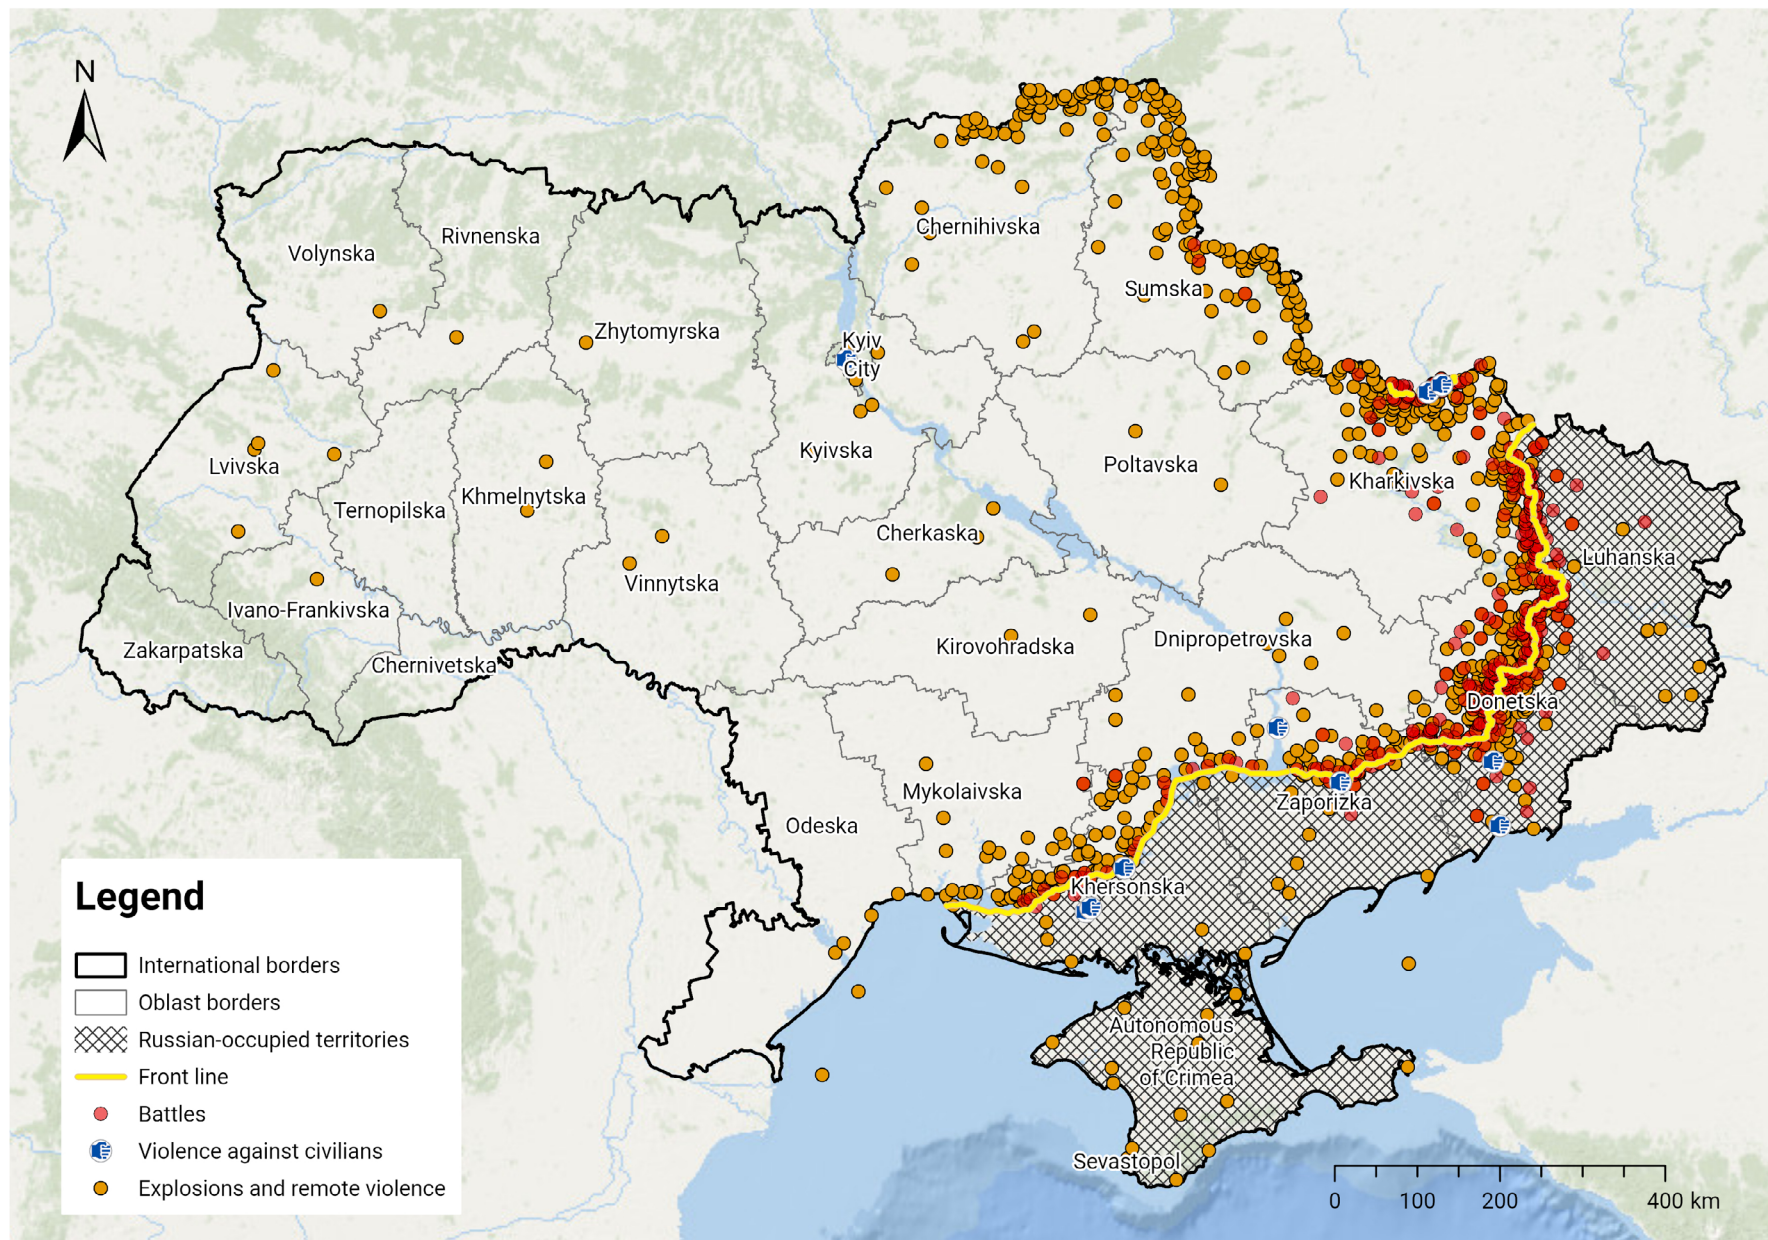 N
Volynska
Rivnenska
Zhytomyrska
Chernihivska
Sumska
Kyiv
City
Kyivska
Poltavska
Kharkivska
Lvivska
Ternopilska
Khmelnytska
Cherkaska
Luhanska
Vinnytska
Ivano-Frankivska
Zakarpatska
Chernivetska
Kirovohradska
Dnipropetrovska
Donetska
Mykolaivska
Zaporizka
Odeska
Khersonska
Autonomous
Republic
of Crimea
Sevastopol
Legend
International borders
Oblast borders
Russian-occupied territories
Front line
Battles
Violence against civilians
Explosions and remote violence
0 100 200 400 km